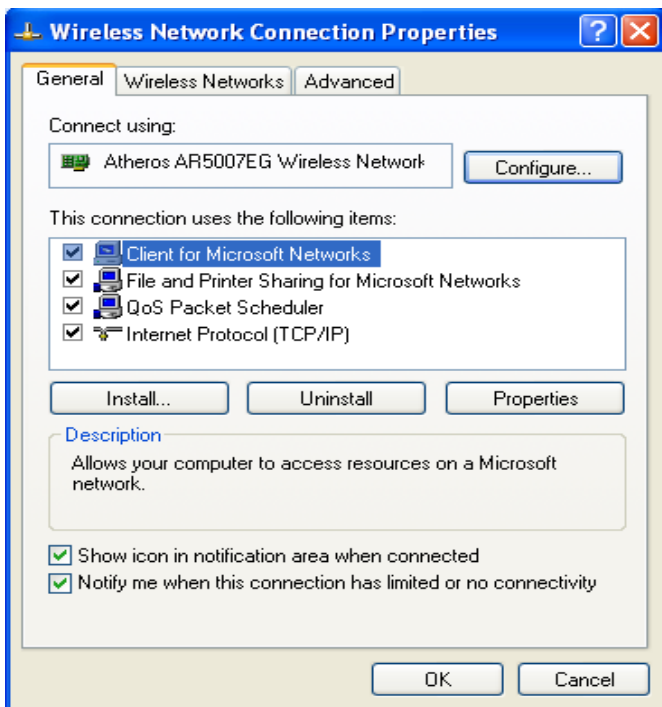 Wireless Network Connection Properties
General Wireless Networks Advanced
Connect using:
Atheros AR5007EG Wireless Network
Configure...
This connection uses the following items:
Client for Microsoft Networks
File and Printer Sharing for Microsoft Networks
QoS Packet Scheduler
Internet Protocol (TCP/IP)
Install... Uninstall Properties
Description
Allows your computer to access resources on a Microsoft
network.
Show icon in notification area when connected
Notify me when this connection has limited or no connectivity
OK Cancel